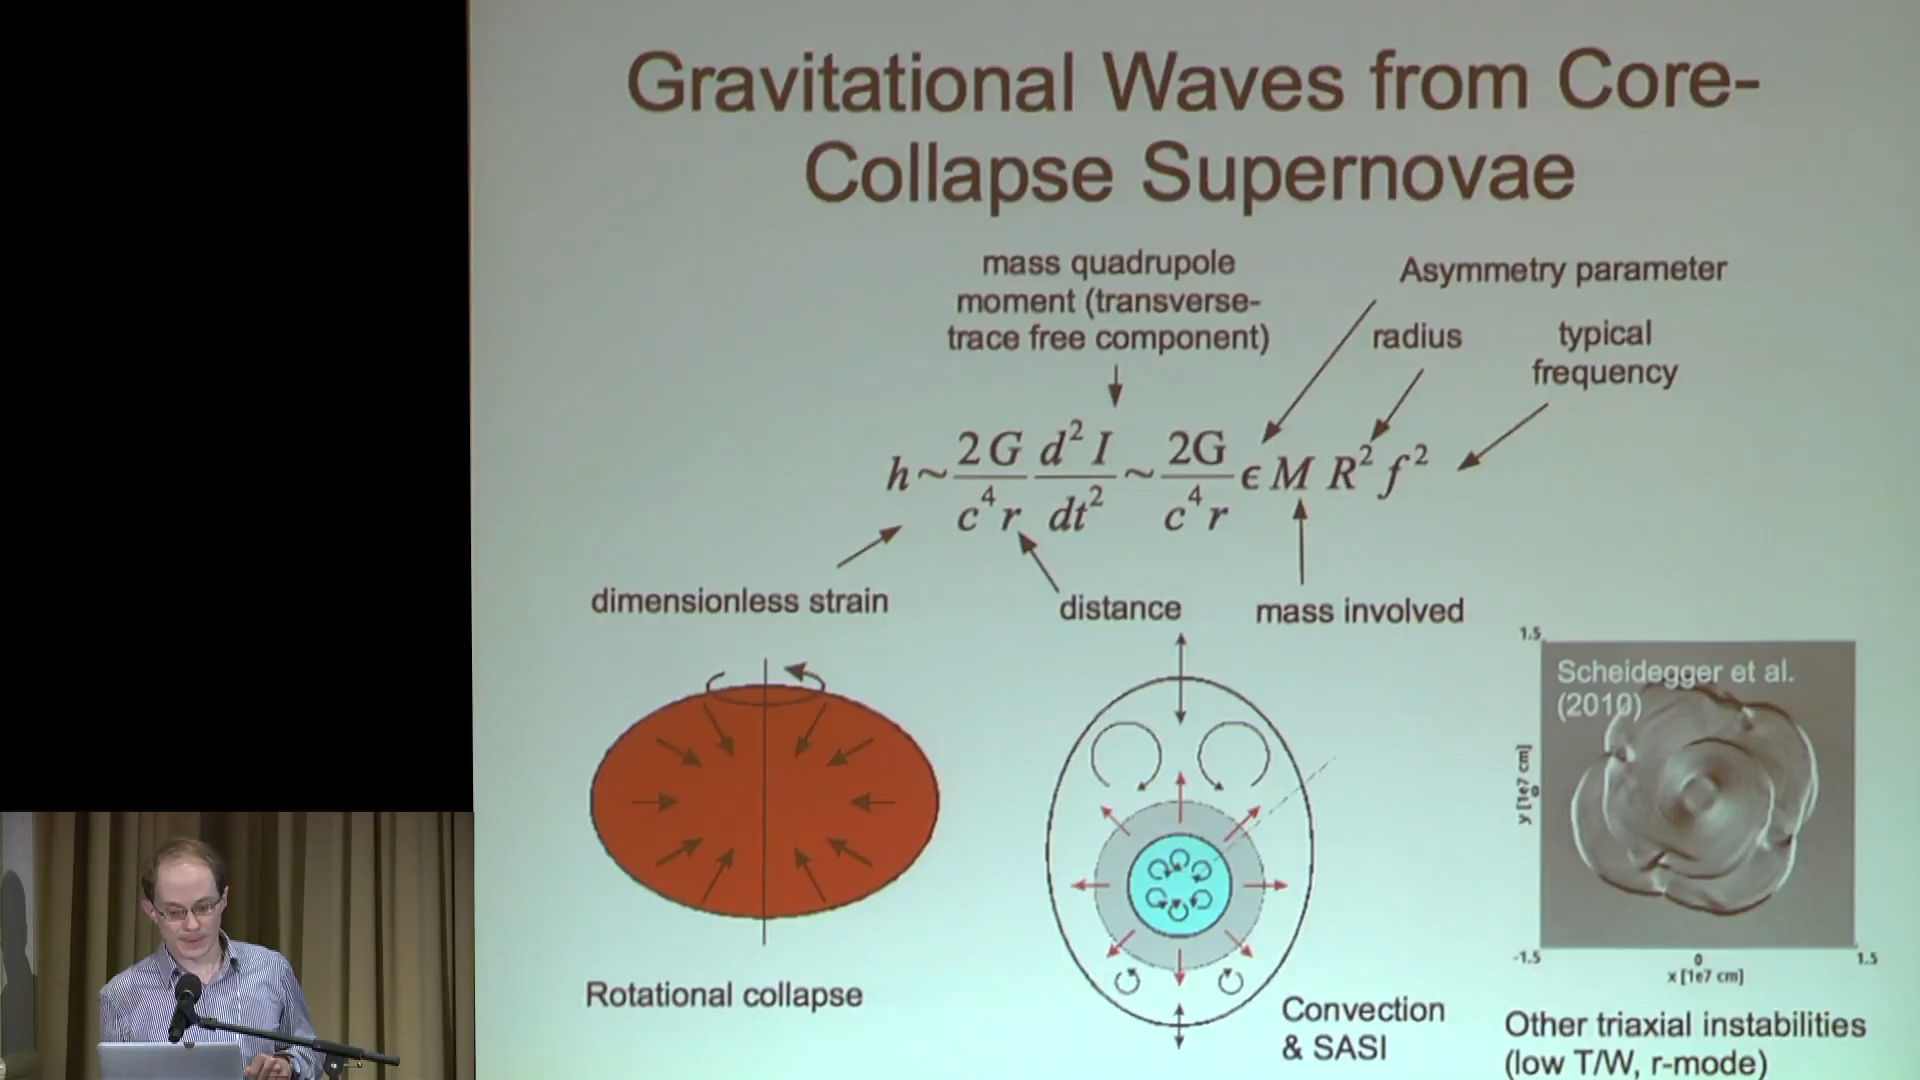 Gravitational Waves from Core-
Collapse Supernovae
mass quadrupole
moment (transverse-
trace free component)
Asymmetry parameter
radius
typical
frequency
h ~ 2G/c⁴r d²I/dt² ~ 2G/c⁴r ϵ M R² f²
dimensionless strain
distance
mass involved
1.5
Scheidegger et al.
(2010)
y [1e7 cm]
0
-1.5
0
1.5
x [1e7 cm]
Rotational collapse
Convection
& SASI
Other triaxial instabilities
(low T/W, r-mode)